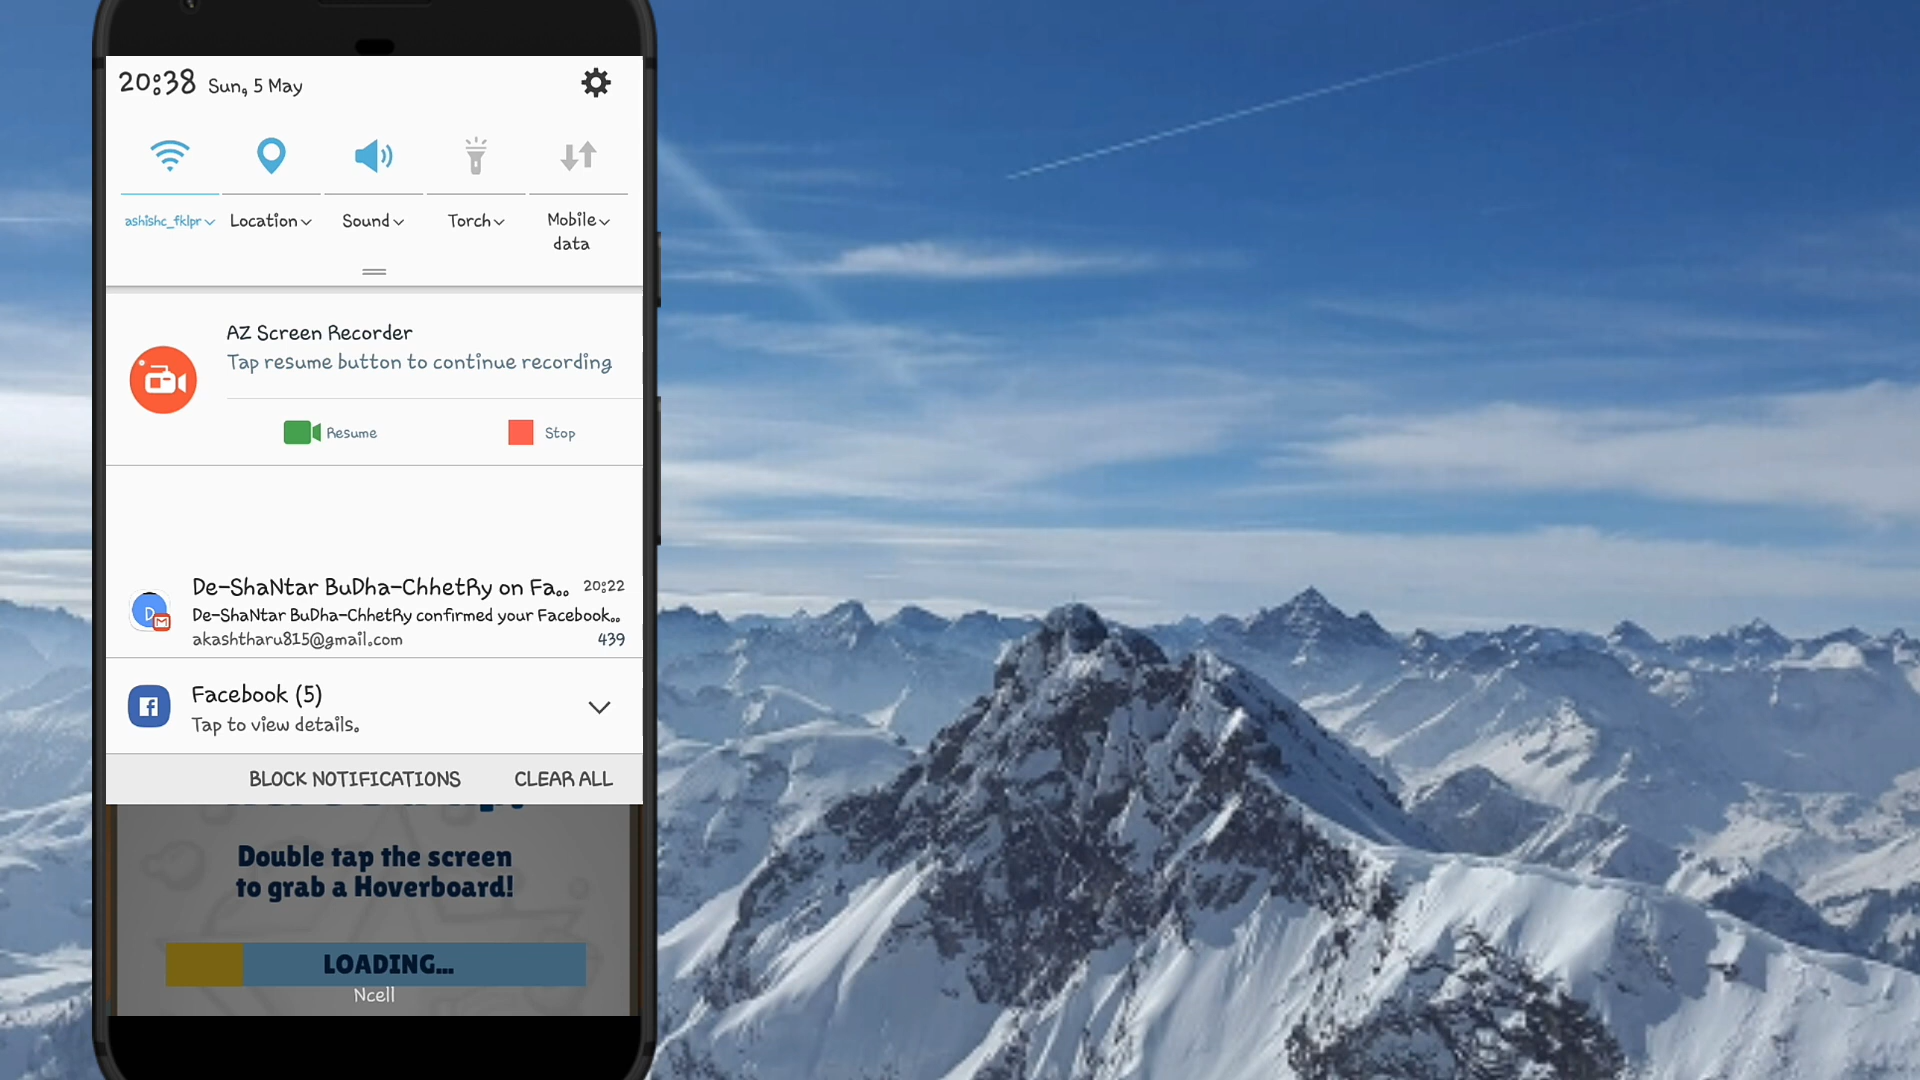 20:38 Sun, 5 May
ashishc_fklpr Location Sound Torch Mobile data
AZ Screen Recorder
Tap resume button to continue recording
Resume Stop
De-ShaNtar BuDha-ChhetRy on Fa.. 20:22
De-ShaNtar BuDha-ChhetRy confirmed your Facebook..
akashtharu815@gmail.com 439
D
Facebook (5)
Tap to view details.
BLOCK NOTIFICATIONS CLEAR ALL
Double tap the screen
to grab a Hoverboard!
LOADING...
Ncell